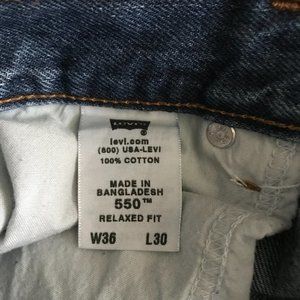 LEVI'S
®
levi.com
(800) USA-LEVI
100% COTTON
MADE IN
BANGLADESH
550™
RELAXED FIT
W36 L30